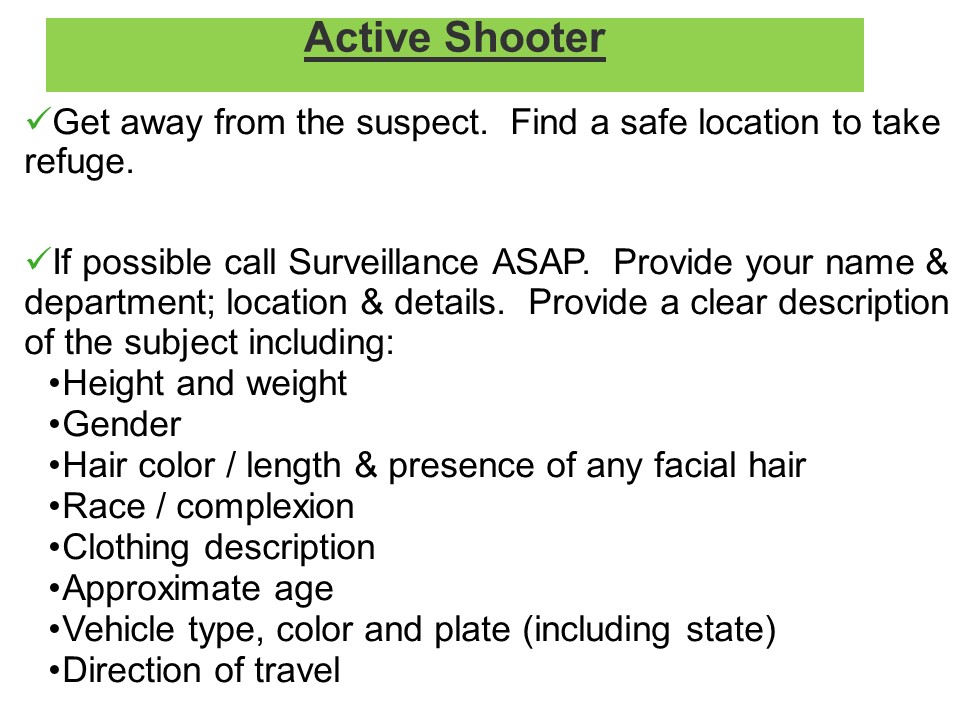 Active Shooter
✓Get away from the suspect.  Find a safe location to take
refuge.
✓If possible call Surveillance ASAP.  Provide your name &
department; location & details.  Provide a clear description
of the subject including:
•Height and weight
•Gender
•Hair color / length & presence of any facial hair
•Race / complexion
•Clothing description
•Approximate age
•Vehicle type, color and plate (including state)
•Direction of travel